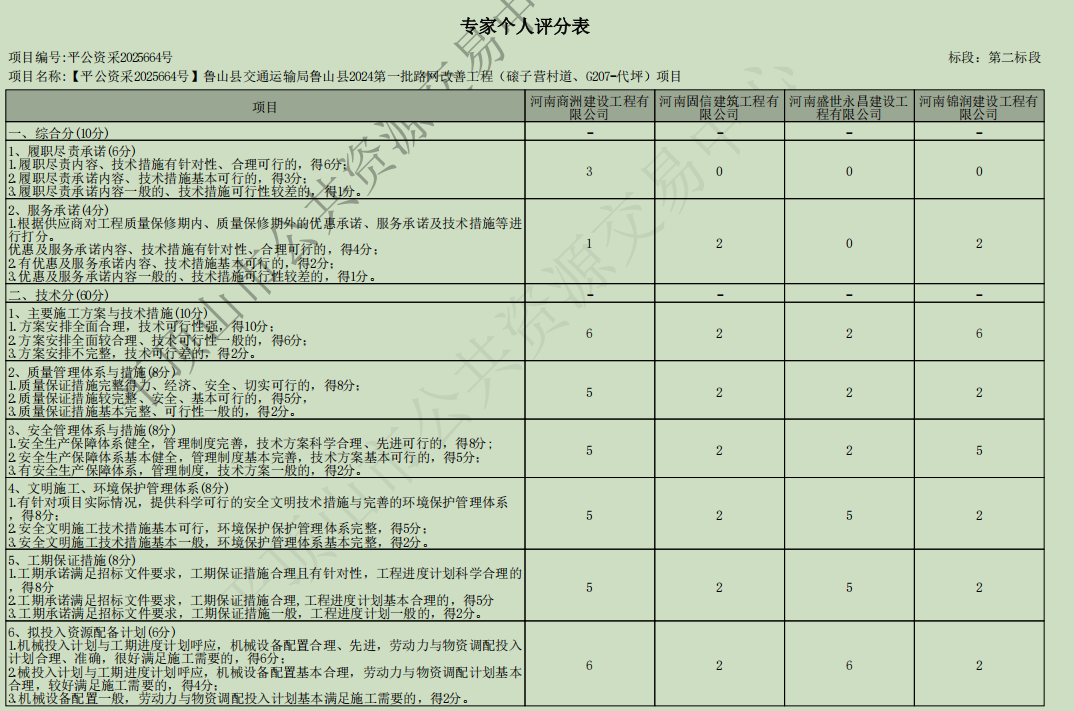 专家个人评分表
项目编号:平公资采2025664号
标段: 第二标段
项目名称:【平公资采2025664号】鲁山县交通运输局鲁山县2024第一批路网改善工程（磙子营村道、G207-代坪）项目
项目
河南商洲建设工程有
限公司
河南固信建筑工程有
限公司
河南盛世永昌建设工
程有限公司
河南锦润建设工程有
限公司
一、综合分(10分)
-
-
-
-
1、履职尽责承诺(6分)
1.履职尽责内容、技术措施有针对性、合理可行的，得6分;
2.履职尽责承诺内容、技术措施基本可行的，得3分;
3.履职尽责承诺内容一般的、技术措施可行性较差的，得1分。
3
0
0
0
2、服务承诺(4分)
1.根据供应商对工程质量保修期内、质量保修期外的优惠承诺、服务承诺及技术措施等进
行打分。
优惠及服务承诺内容、技术措施有针对性、合理可行的，得4分;
2.有优惠及服务承诺内容、技术措施基本可行的，得2分;
3.优惠及服务承诺内容一般的、技术措施可行性较差的，得1分。
1
2
0
2
二、技术分(60分)
-
-
-
-
1、主要施工方案与技术措施(10分)
1.方案安排全面合理，技术可行性强，得10分;
2.方案安排全面较合理、技术可行性一般的，得6分;
3.方案安排不完整，技术可行差的，得2分。
6
2
2
6
2、质量管理体系与措施(8分)
1.质量保证措施完整得力、经济、安全、切实可行的，得8分;
2.质量保证措施较完整、安全、基本可行的，得5分，
3.质量保证措施基本完整、可行性一般的，得2分。
5
2
2
2
3、安全管理体系与措施(8分)
1.安全生产保障体系健全，管理制度完善，技术方案科学合理、先进可行的，得8分;
2.安全生产保障体系基本健全，管理制度基本完善，技术方案基本可行的，得5分;
3.有安全生产保障体系，管理制度，技术方案一般的，得2分。
5
2
2
5
4、文明施工、环境保护管理体系(8分)
1.有针对项目实际情况，提供科学可行的安全文明技术措施与完善的环境保护管理体系
，得8分;
2.安全文明施工技术措施基本可行，环境保护保护管理体系完整，得5分;
3.安全文明施工技术措施基本一般，环境保护管理体系基本完整，得2分。
5
2
5
2
5、工期保证措施(8分)
1.工期承诺满足招标文件要求，工期保证措施合理且有针对性，工程进度计划科学合理的
，得8分
2.工期承诺满足招标文件要求，工期保证措施合理,工程进度计划基本合理的，得5分
3.工期承诺满足招标文件要求，工期保证措施一般，工程进度计划一般的，得2分。
5
2
5
2
6、拟投入资源配备计划(6分)
1.机械投入计划与工期进度计划呼应，机械设备配置合理、先进，劳动力与物资调配投入
计划合理、准确，很好满足施工需要的，得6分;
2.械投入计划与工期进度计划呼应，机械设备配置基本合理，劳动力与物资调配计划基本
合理，较好满足施工需要的，得4分;
3.机械设备配置一般，劳动力与物资调配投入计划基本满足施工需要的，得2分。
6
2
6
2
平顶山市公共资源交易中
平顶山市公共资源交易中心